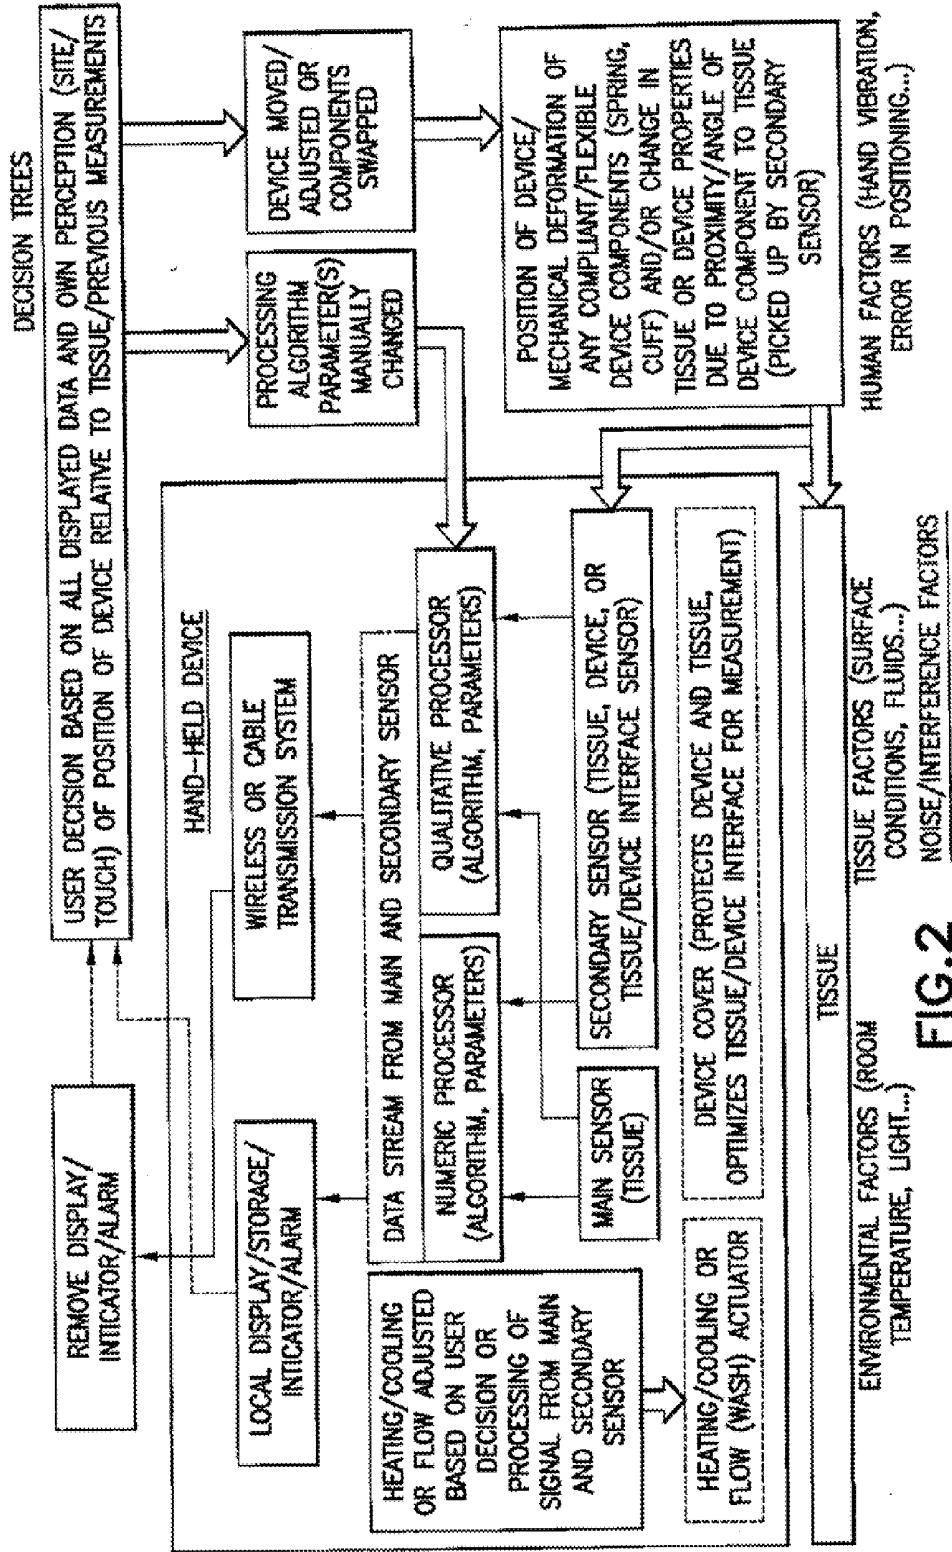 DECISION TREES
REMOVE DISPLAY/
INTICATOR/ALARM
USER DECISION BASED ON ALL DISPLAYED DATA AND OWN PERCEPTION (SITE/
TOUCH) OF POSITION OF DEVICE RELATIVE TO TISSUE/PREVIOUS MEASUREMENTS
HAND-HELD DEVICE
LOCAL DISPLAY/STORAGE/
INTICATOR/ALARM
WIRELESS OR CABLE
TRANSMISSION SYSTEM
PROCESSING
ALGORITHM
PARAMETER(S)
MANUALLY
CHANGED
DEVICE MOVED/
ADJUSTED OR
COMPONENTS
SWAPPED
HEATING/COOLING
OR FLOW ADJUSTED
BASED ON USER
DECISION OR
PROCESSING OF
SIGNAL FROM MAIN
AND SECONDARY
SENSOR
DATA STREAM FROM MAIN AND SECONDARY SENSOR
NUMERIC PROCESSOR
(ALGORITHM, PARAMETERS)
QUALITATIVE PROCESSOR
(ALGORITHM, PARAMETERS)
MAIN SENSOR
(TISSUE)
SECONDARY SENSOR (TISSUE, DEVICE, OR
TISSUE/DEVICE INTERFACE SENSOR)
POSITION OF DEVICE/
MECHANICAL DEFORMATION OF
ANY COMPLIANT/FLEXIBLE
DEVICE COMPONENTS (SPRING,
CUFF) AND/OR CHANGE IN
TISSUE OR DEVICE PROPERTIES
DUE TO PROXIMITY/ANGLE OF
DEVICE COMPONENT TO TISSUE
(PICKED UP BY SECONDARY
SENSOR)
HEATING/COOLING OR
FLOW (WASH) ACTUATOR
DEVICE COVER (PROTECTS DEVICE AND TISSUE,
OPTIMIZES TISSUE/DEVICE INTERFACE FOR MEASUREMENT)
TISSUE
ENVIRONMENTAL FACTORS (ROOM
TEMPERATURE, LIGHT...)
TISSUE FACTORS (SURFACE
CONDITIONS, FLUIDS...)
HUMAN FACTORS (HAND VIBRATION,
ERROR IN POSITIONING...)
NOISE/INTERFERENCE FACTORS
FIG.2